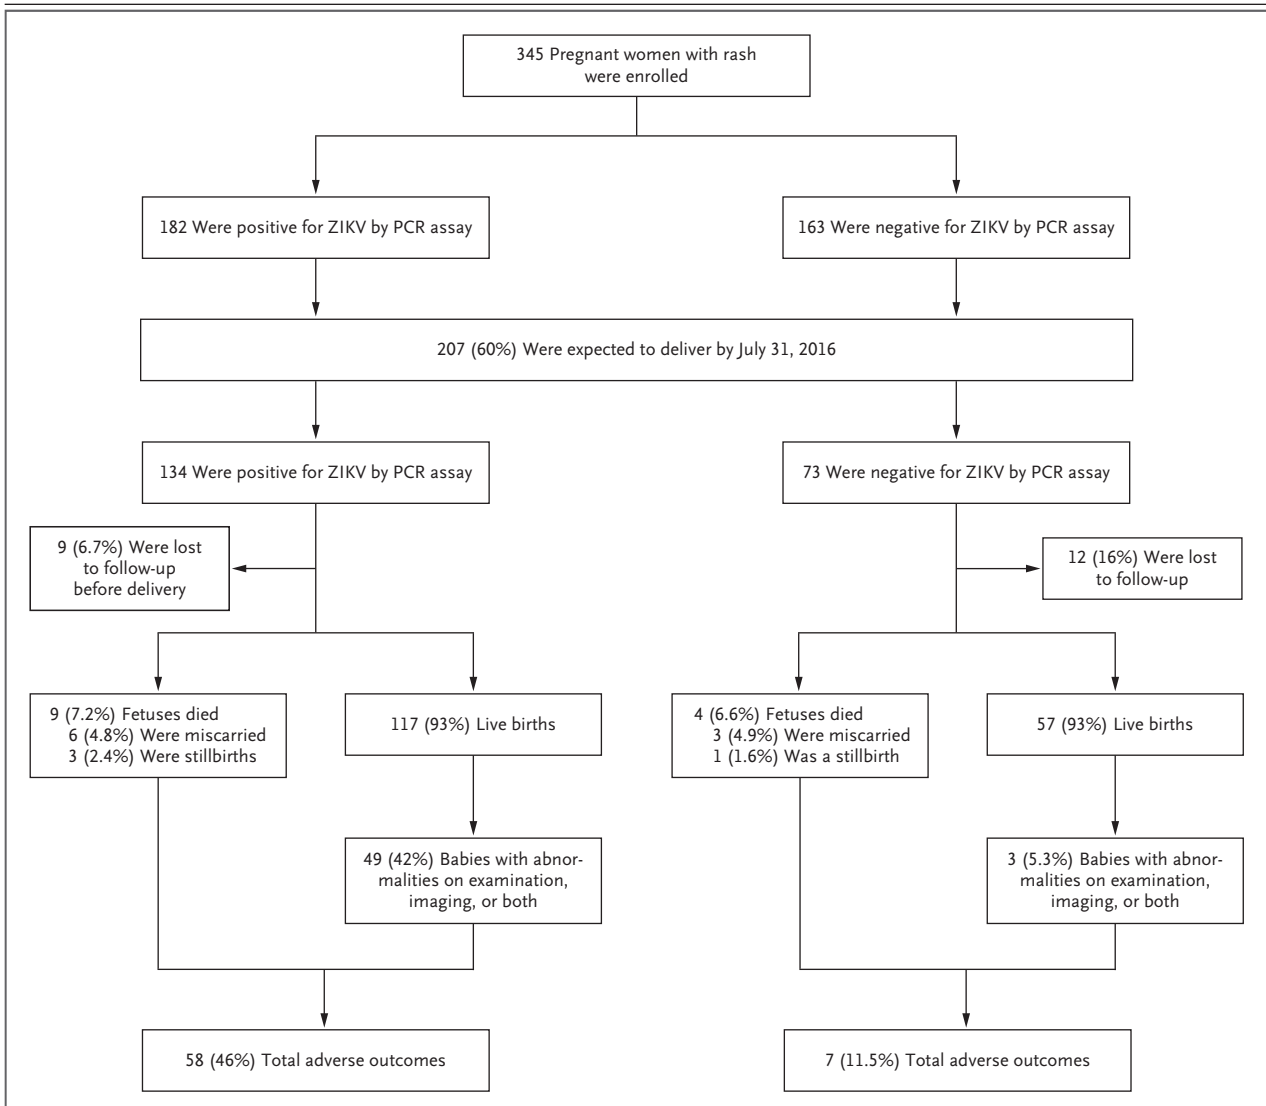 345 Pregnant women with rash
were enrolled
182 Were positive for ZIKV by PCR assay
163 Were negative for ZIKV by PCR assay
207 (60%) Were expected to deliver by July 31, 2016
134 Were positive for ZIKV by PCR assay
73 Were negative for ZIKV by PCR assay
9 (6.7%) Were lost
to follow-up
before delivery
12 (16%) Were lost
to follow-up
9 (7.2%) Fetuses died
6 (4.8%) Were miscarried
3 (2.4%) Were stillbirths
117 (93%) Live births
4 (6.6%) Fetuses died
3 (4.9%) Were miscarried
1 (1.6%) Was a stillbirth
57 (93%) Live births
49 (42%) Babies with abnor-
malities on examination,
imaging, or both
3 (5.3%) Babies with abnor-
malities on examination,
imaging, or both
58 (46%) Total adverse outcomes
7 (11.5%) Total adverse outcomes